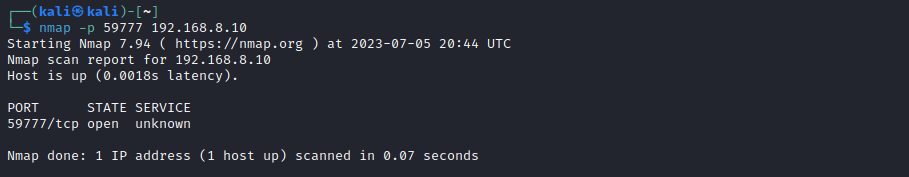 ┌──(kali㉿kali)-[~]
└─$ nmap -p 59777 192.168.8.10
Starting Nmap 7.94 ( https://nmap.org ) at 2023-07-05 20:44 UTC
Nmap scan report for 192.168.8.10
Host is up (0.0018s latency).
PORT      STATE SERVICE
59777/tcp open  unknown
Nmap done: 1 IP address (1 host up) scanned in 0.07 seconds